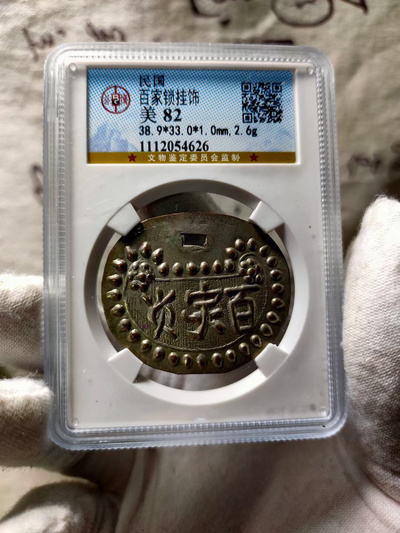 民国
百家锁挂饰
美 82
38.9*33.0*1.0mm,2.6g
1112054626
★ 文物鉴定委员会监制 ★
百家